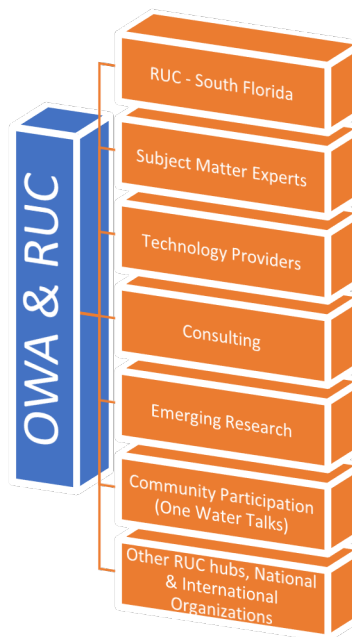 OWA & RUC
RUC - South Florida
Subject Matter Experts
Technology Providers
Consulting
Emerging Research
Community Participation
(One Water Talks)
Other RUC hubs, National
& International
Organizations